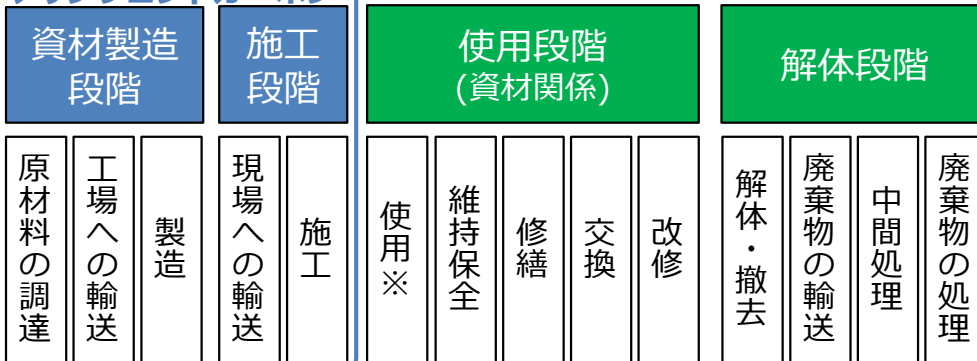 資材製造
段階
施工
段階
使用段階
(資材関係)
解体段階
原材料の調達
工場への輸送
製造
現場への輸送
施工
使用※
維持保全
修繕
交換
改修
解体・撤去
廃棄物の輸送
中間処理
廃棄物の処理